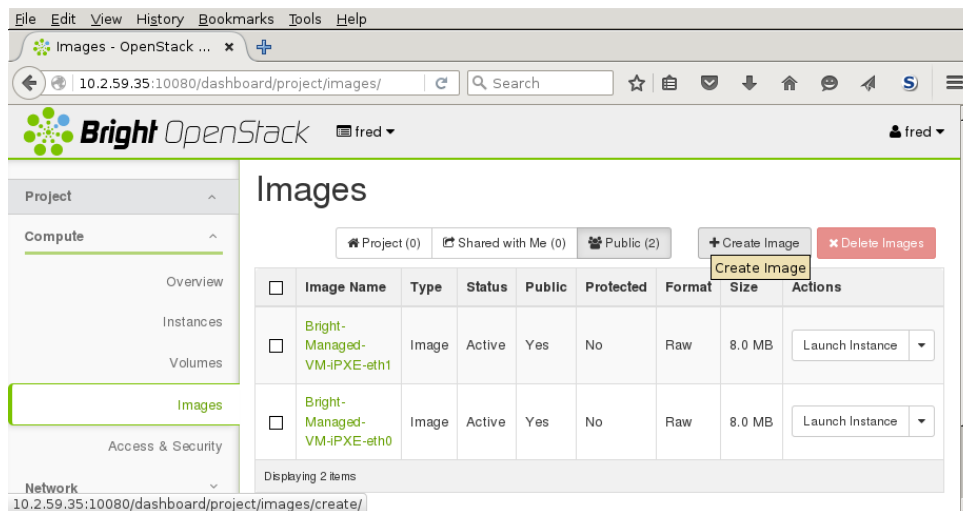 File Edit View History Bookmarks Tools Help
Images - OpenStack ...
10.2.59.35:10080/dashboard/project/images/
Search
Bright OpenStack
fred
fred
Project
Compute
Overview
Instances
Volumes
Images
Access & Security
Network
Images
Project (0) Shared with Me (0) Public (2) Create Image Delete Images
Create Image
Image Name Type Status Public Protected Format Size Actions
Bright-
Managed-
VM-iPXE-eth1
Image Active Yes No Raw 8.0 MB Launch Instance
Bright-
Managed-
VM-iPXE-eth0
Image Active Yes No Raw 8.0 MB Launch Instance
Displaying 2 items
10.2.59.35:10080/dashboard/project/images/create/